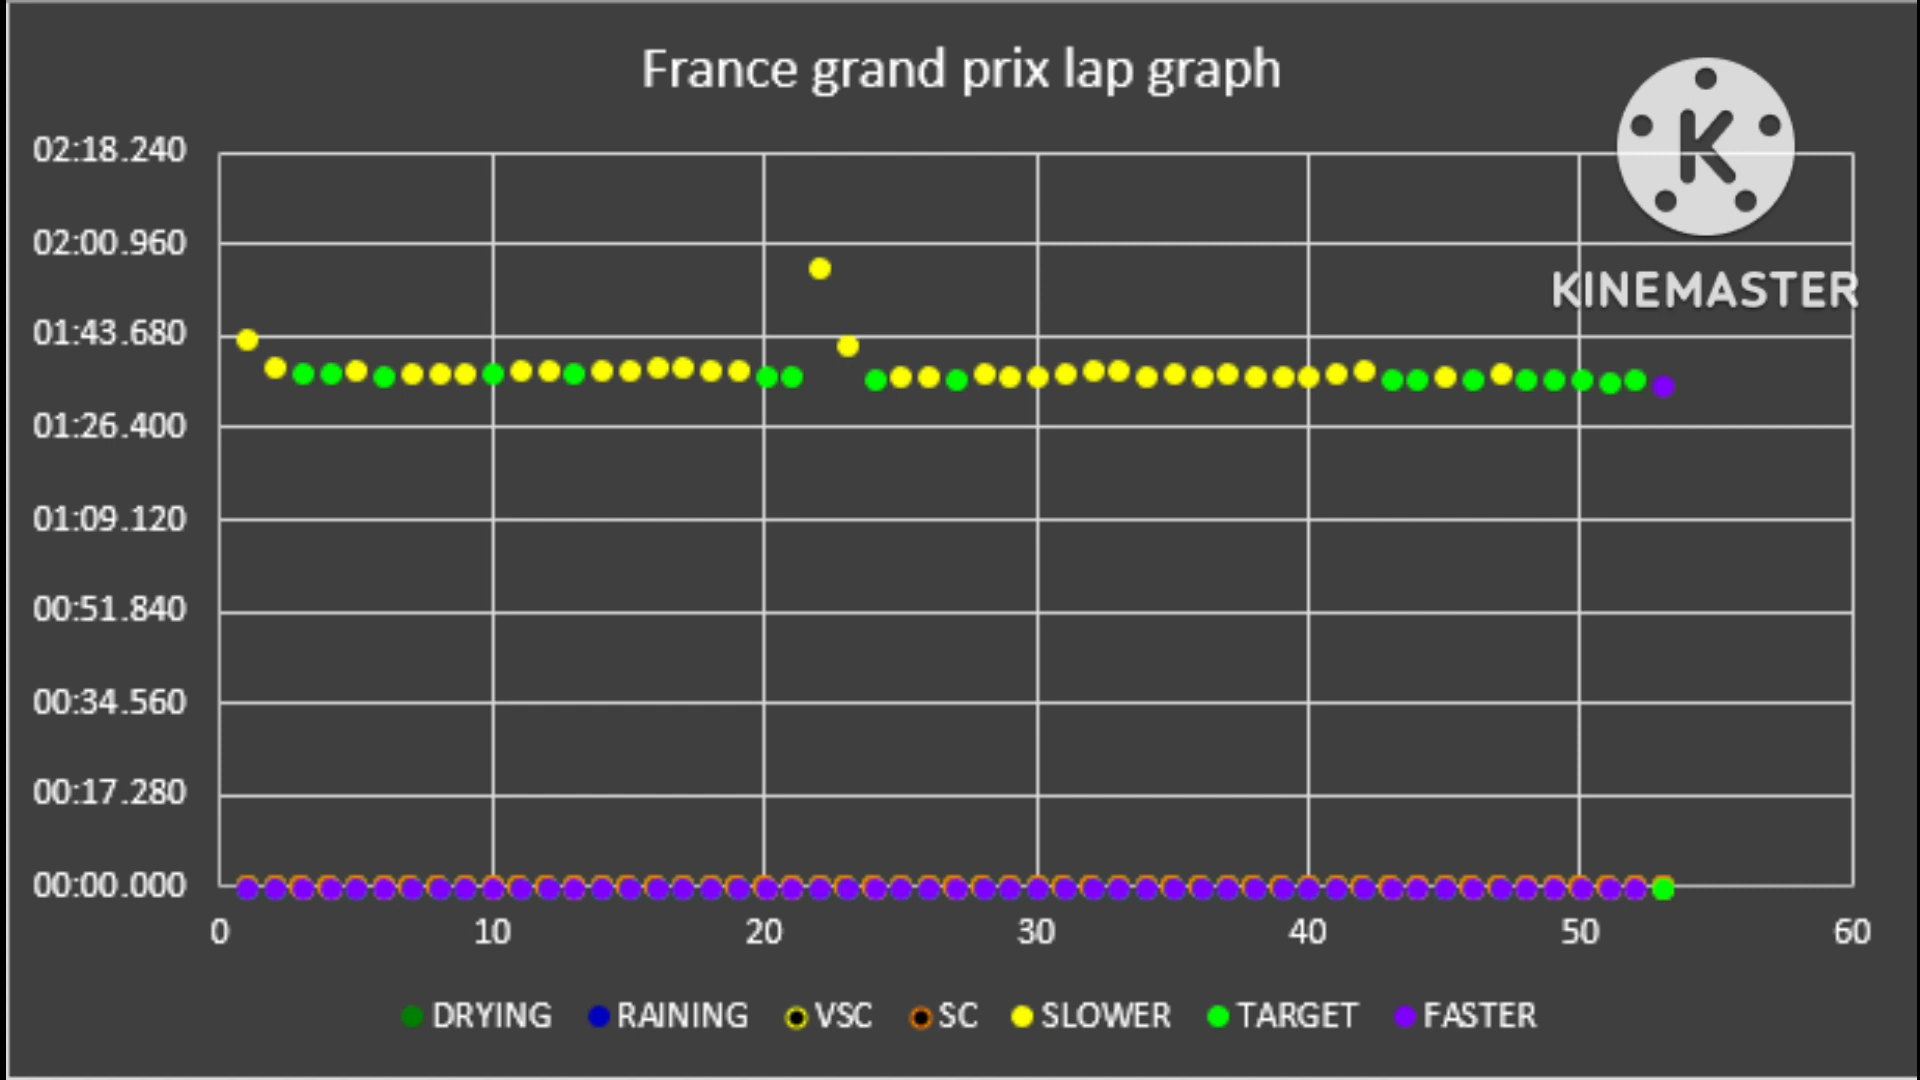 France grand prix lap graph
K
KINEMASTER
02:18.240
02:00.960
01:43.680
01:26.400
01:09.120
00:51.840
00:34.560
00:17.280
00:00.000
0 10 20 30 40 50 60
DRYING RAINING VSC SC SLOWER TARGET FASTER